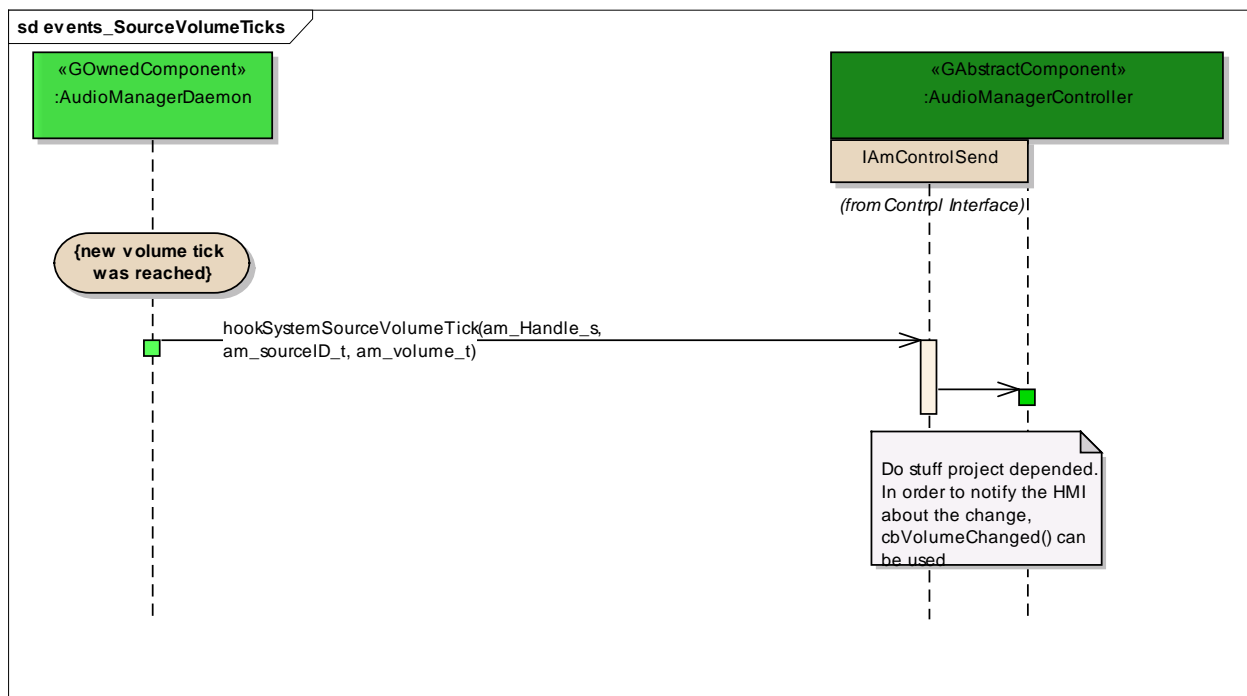 sd events_SourceVolumeTicks
«GOwnedComponent»
:AudioManagerDaemon
«GAbstractComponent»
:AudioManagerController
IAmControlSend
(from Control Interface)
{new volume tick
was reached}
hookSystemSourceVolumeTick(am_Handle_s,
am_sourceID_t, am_volume_t)
Do stuff project depended.
In order to notify the HMI
about the change,
cbVolumeChanged() can
be used